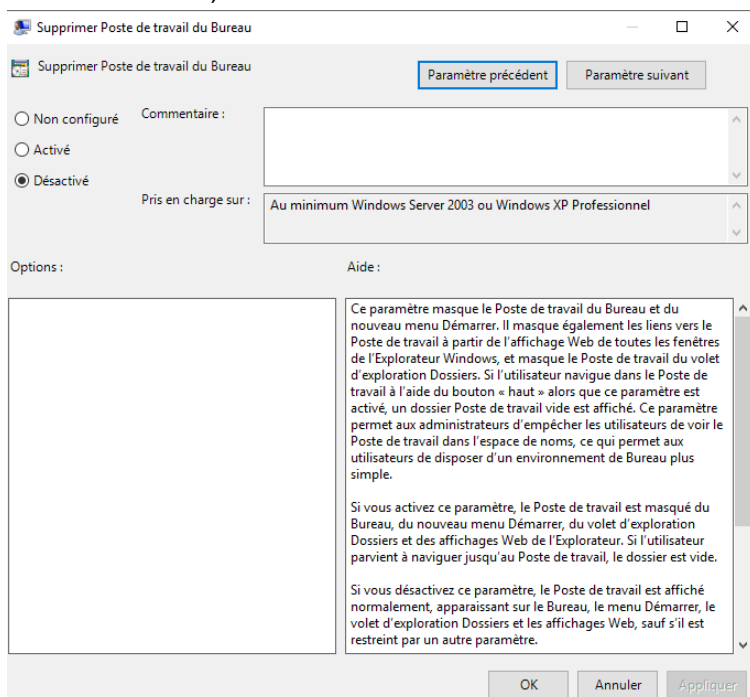 Supprimer Poste de travail du Bureau
Supprimer Poste de travail du Bureau
Paramètre précédent
Paramètre suivant
Non configuré
Commentaire :
Activé
Désactivé
Pris en charge sur :
Au minimum Windows Server 2003 ou Windows XP Professionnel
Options :
Aide :
Ce paramètre masque le Poste de travail du Bureau et du
nouveau menu Démarrer. Il masque également les liens vers le
Poste de travail à partir de l'affichage Web de toutes les fenêtres
de l'Explorateur Windows, et masque le Poste de travail du volet
d'exploration Dossiers. Si l'utilisateur navigue dans le Poste de
travail à l'aide du bouton « haut » alors que ce paramètre est
activé, un dossier Poste de travail vide est affiché. Ce paramètre
permet aux administrateurs d'empêcher les utilisateurs de voir le
Poste de travail dans l'espace de noms, ce qui permet aux
utilisateurs de disposer d'un environnement de Bureau plus
simple.
Si vous activez ce paramètre, le Poste de travail est masqué du
Bureau, du nouveau menu Démarrer, du volet d'exploration
Dossiers et des affichages Web de l'Explorateur. Si l'utilisateur
parvient à naviguer jusqu'au Poste de travail, le dossier est vide.
Si vous désactivez ce paramètre, le Poste de travail est affiché
normalement, apparaissant sur le Bureau, le menu Démarrer, le
volet d'exploration Dossiers et les affichages Web, sauf s'il est
restreint par un autre paramètre.
OK
Annuler
Appliquer